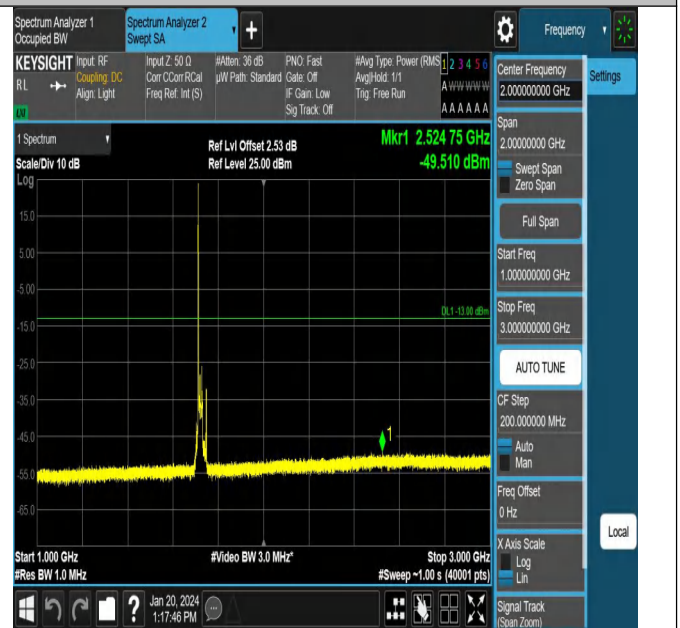 Spectrum Analyzer 1
Occupied BW
Spectrum Analyzer 2
Swept SA
Frequency
KEYSIGHT
RL
Input: RF
Coupling: DC
Align: Light
Input Z: 50 Ω
Corr CCorr RCal
Freq Ref: Int (S)
#Atten: 36 dB
µW Path: Standard
PNO: Fast
Gate: Off
IF Gain: Low
Sig Track: Off
#Avg Type: Power (RMS
Avg|Hold: 1/1
Trig: Free Run
1 2 3 4 5 6
A W W W W W
A A A A A A
1 Spectrum
Scale/Div 10 dB
Log
Ref Lvl Offset 2.53 dB
Ref Level 25.00 dBm
Mkr1 2.524 75 GHz
-49.510 dBm
15.0
5.00
-5.00
-15.0
-25.0
-35.0
-45.0
-55.0
-65.0
DL1 -13.00 dBm
1
Start 1.000 GHz
#Res BW 1.0 MHz
#Video BW 3.0 MHz*
Stop 3.000 GHz
#Sweep ~1.00 s (40001 pts)
Center Frequency
2.000000000 GHz
Settings
Span
2.00000000 GHz
Swept Span
Zero Span
Full Span
Start Freq
1.000000000 GHz
Stop Freq
3.000000000 GHz
AUTO TUNE
CF Step
200.000000 MHz
Auto
Man
Freq Offset
0 Hz
X Axis Scale
Log
Lin
Local
Signal Track
(Span Zoom)
?
Jan 20, 2024
1:17:46 PM